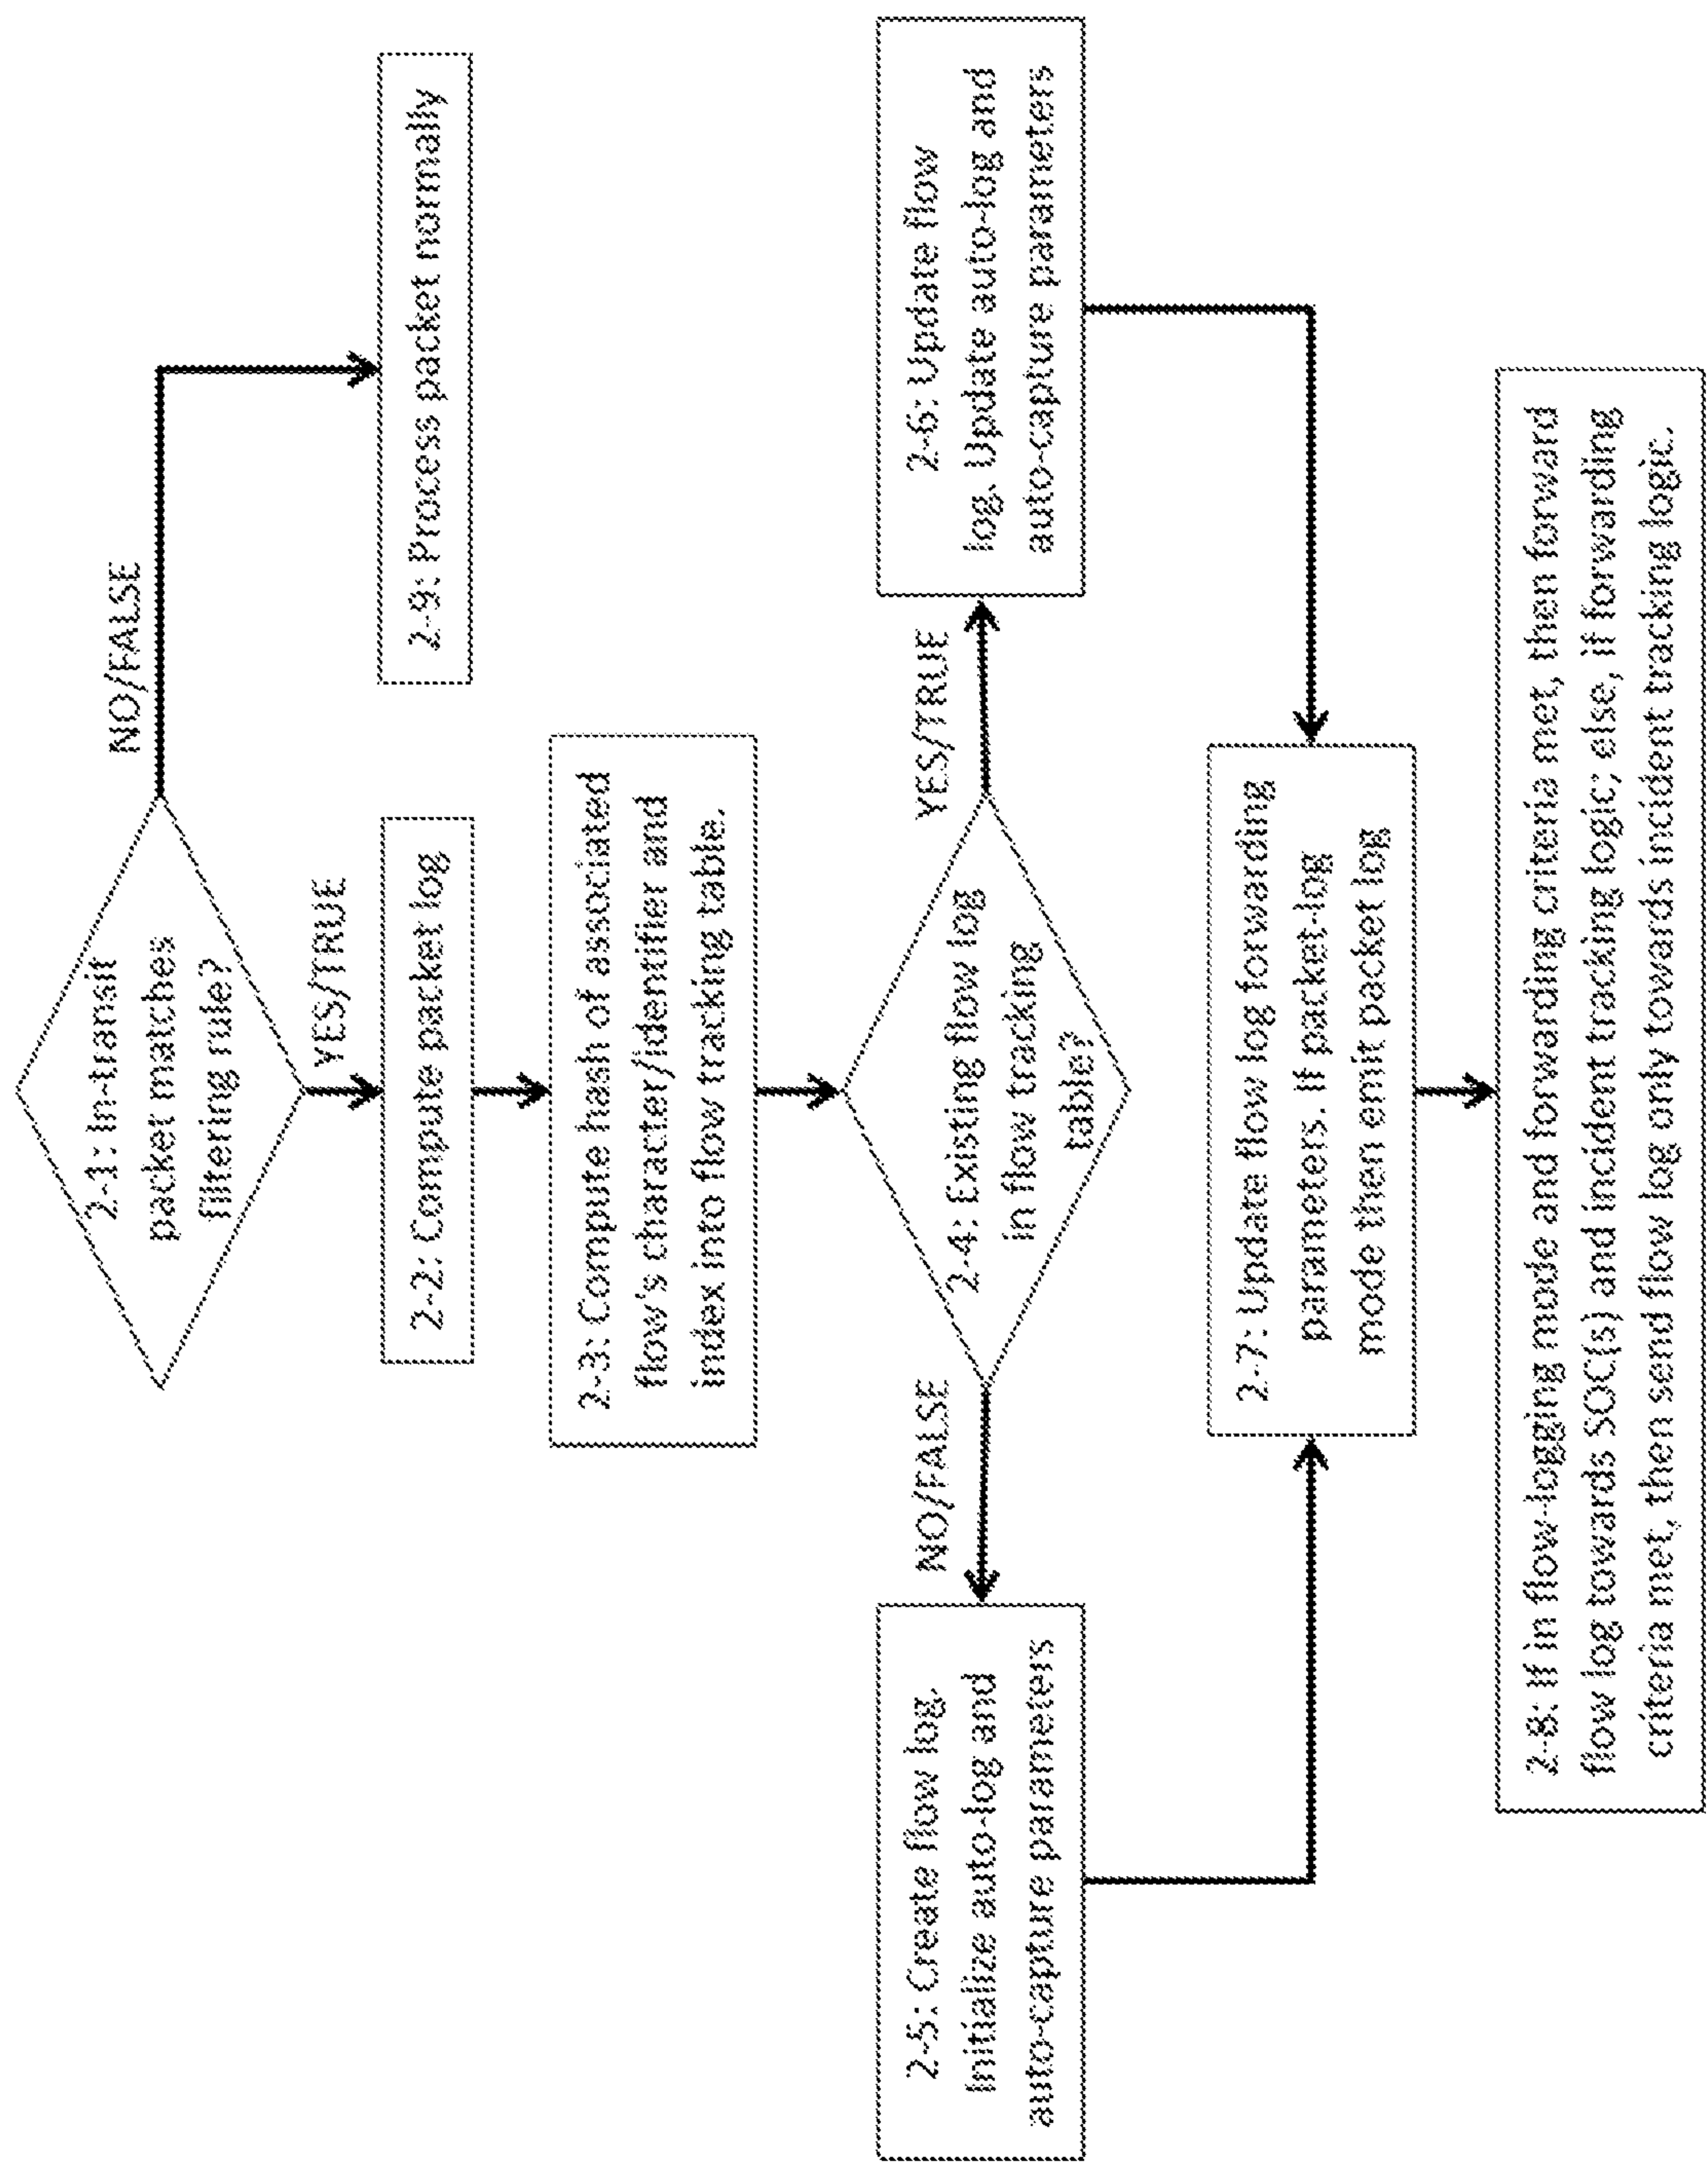 2-1: In-transit
packet matches
filtering rule?
NO/FALSE
YES/TRUE
2-9: Process packet normally
2-2: Compute packet log
2-3: Compute hash of associated
flow's character/identifier and
index into flow tracking table.
2-4: Existing flow log
in flow tracking
table?
NO/FALSE
YES/TRUE
2-5: Create flow log.
Initialize auto-log and
auto-capture parameters
2-6: Update flow
log. Update auto-log and
auto-capture parameters
2-7: Update flow log forwarding
parameters. If packet-log
mode then emit packet log
2-8: If in flow-logging mode and forwarding criteria met, then forward
flow log towards SOC(s) and incident tracking logic; else, if forwarding
criteria met, then send flow log only towards incident tracking logic.